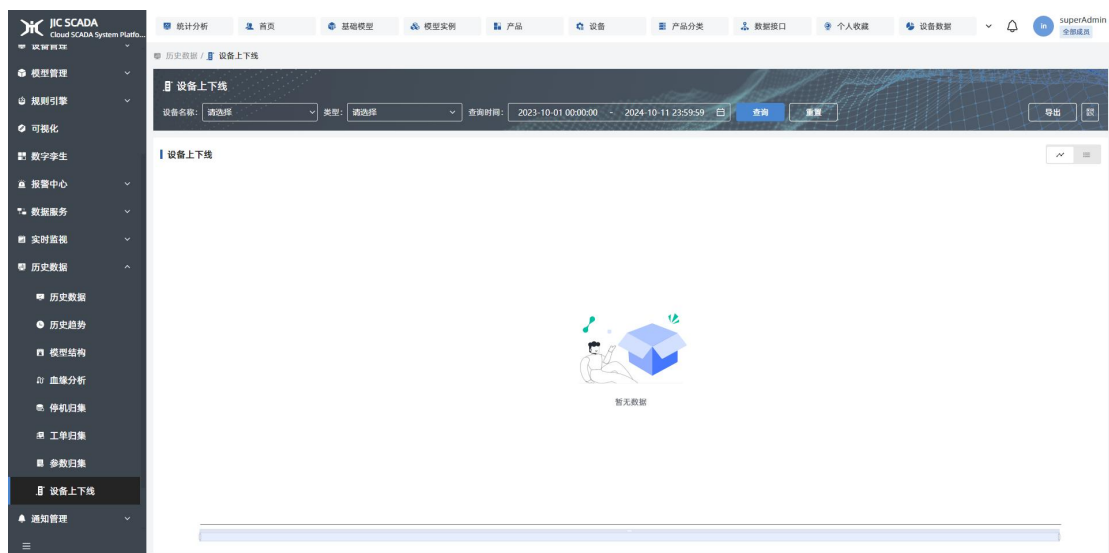 JIC SCADA
Cloud SCADA System Platfo...
统计分析 首页 基础模型 模型实例 产品 设备 产品分类 数据接口 个人收藏 设备数据
in
superAdmin
全部成员
设备管理
模型管理
规则引擎
可视化
数字孪生
报警中心
数据服务
实时监视
历史数据
历史数据
历史趋势
模型结构
血缘分析
停机归集
工单归集
参数归集
设备上下线
通知管理
历史数据 / 设备上下线
设备上下线
设备名称: 请选择 类型: 请选择 查询时间: 2023-10-01 00:00:00 - 2024-10-11 23:59:59 查询 重置 导出
设备上下线
暂无数据